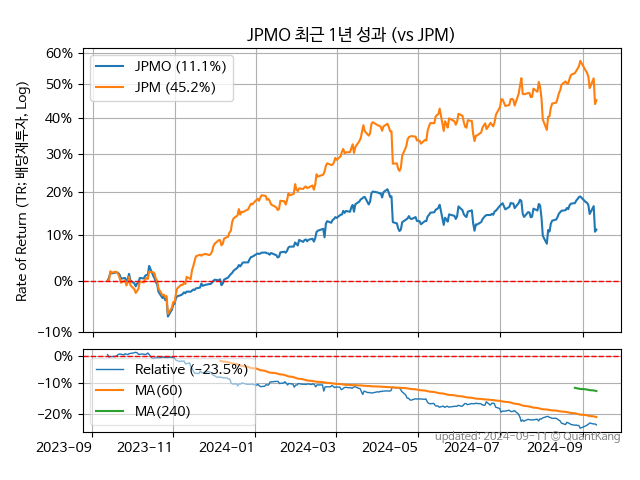 JPMO 최근 1년 성과 (vs JPM)
Rate of Return (TR; 배당재투자, Log)
60%
50%
40%
30%
20%
10%
0%
−10%
JPMO (11.1%)
JPM (45.2%)
0%
−10%
−20%
Relative (−23.5%)
MA(60)
MA(240)
2023-09
2023-11
2024-01
2024-03
2024-05
2024-07
2024-09
updated: 2024-09-11 © QuantKang